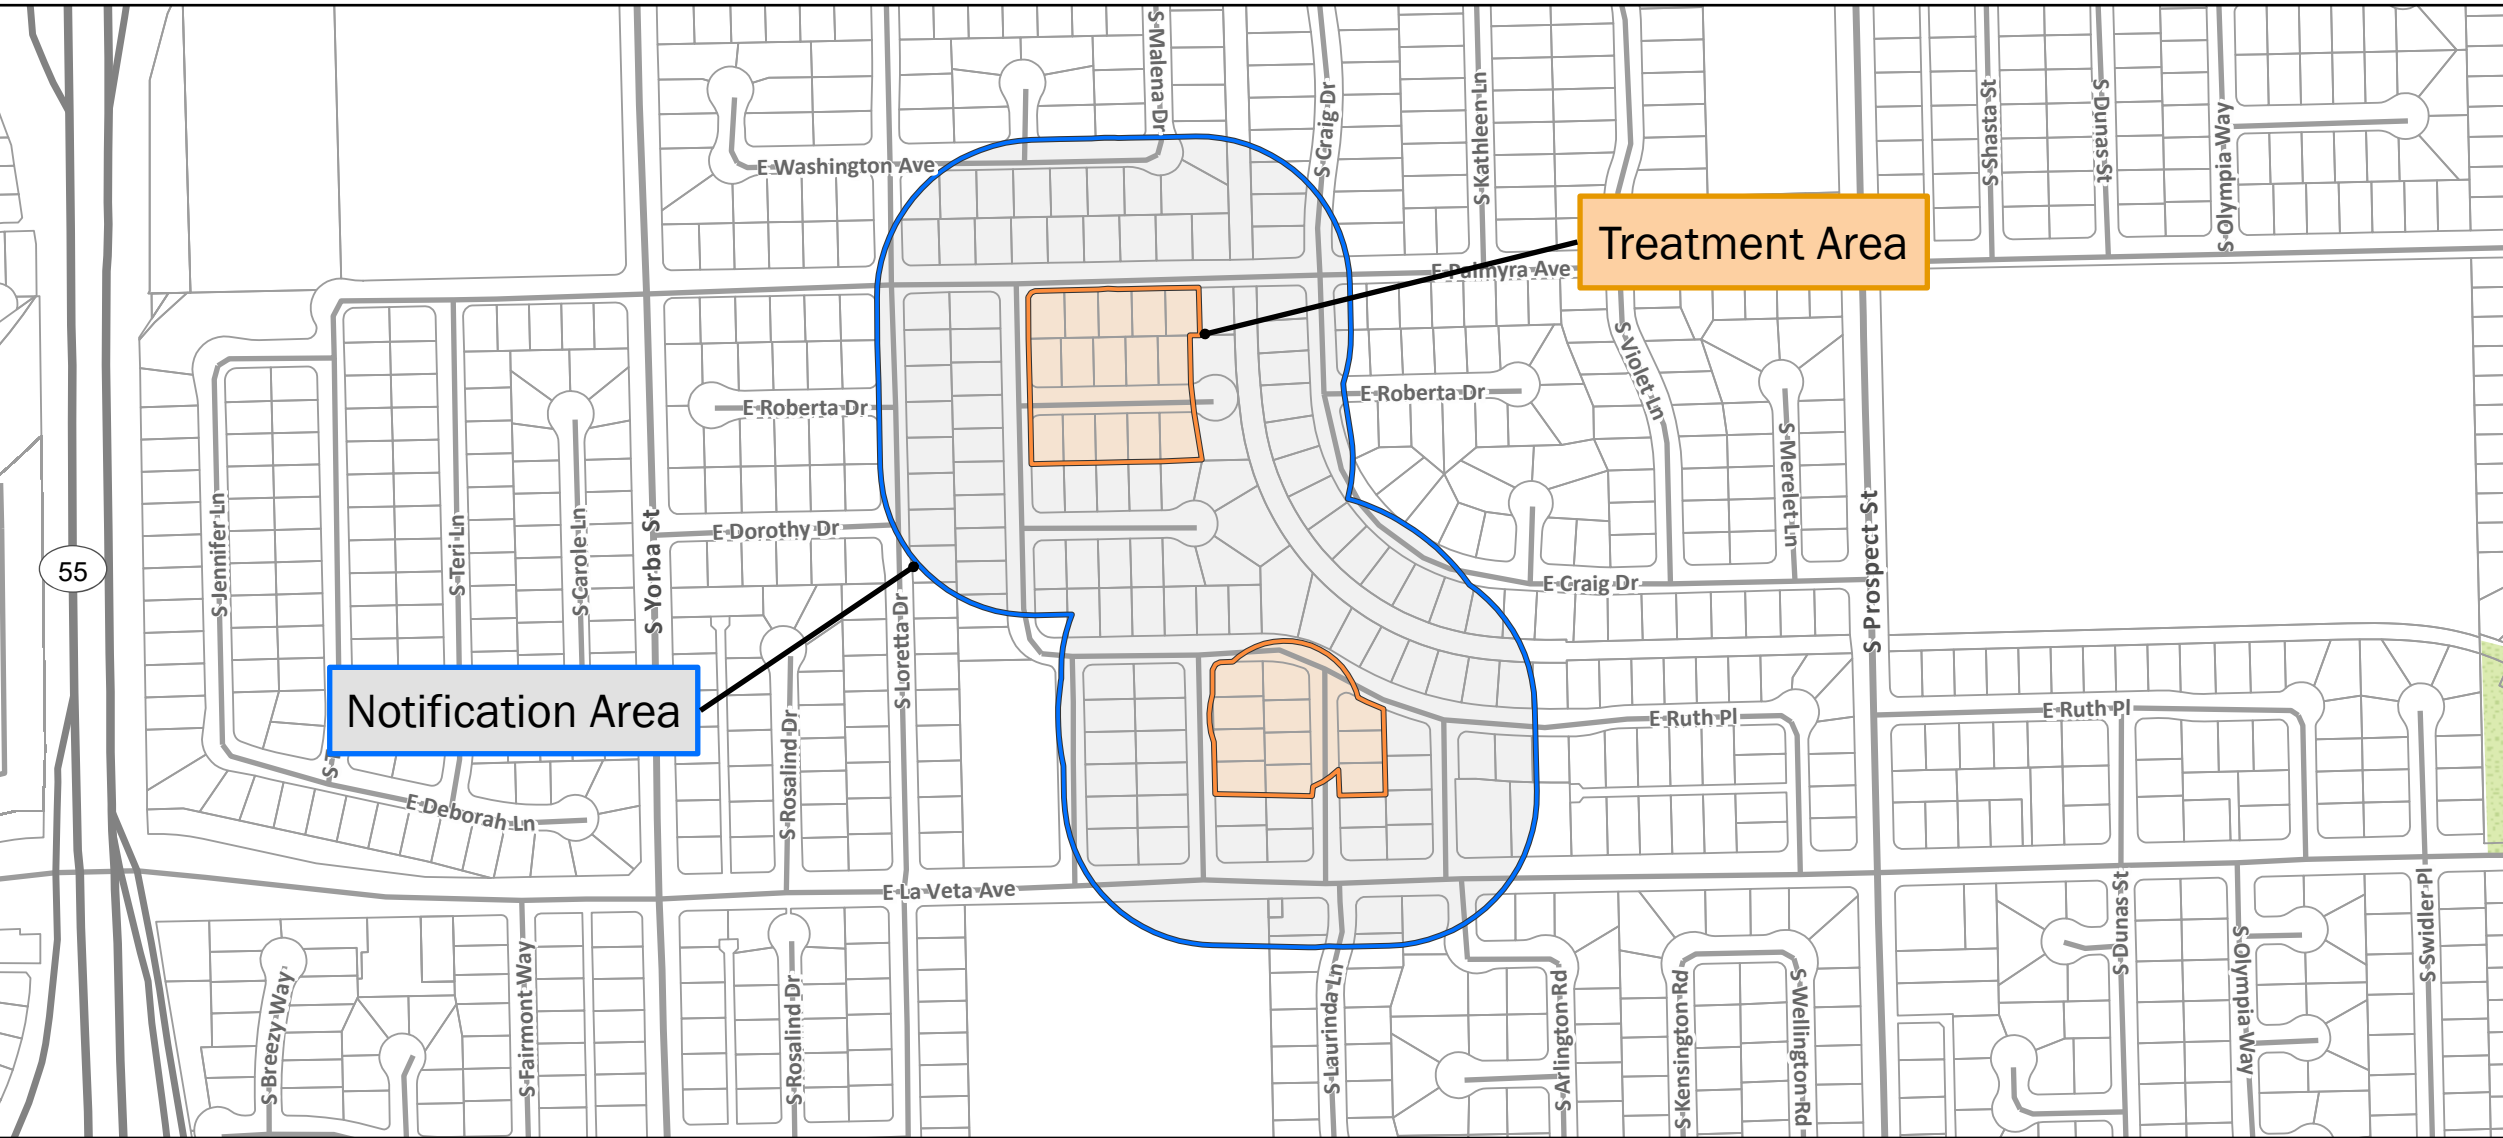 S Malena Dr
S Craig Dr
S Kathleen Ln
S Shasta St
S Dunas St
S Olympia Way
E Washington Ave
Treatment Area
E Palmyra Ave
E Roberta Dr
E Roberta Dr
S Violet Ln
S Merelet Ln
S Prospect St
S Jennifer Ln
S Teri Ln
S Carole Ln
S Yorba St
E Dorothy Dr
55
E Craig Dr
S Loretta Dr
Notification Area
S Rosalind Dr
E Ruth Pl
E Ruth Pl
E Deborah Ln
E La Veta Ave
S Breezy Way
S Fairmont Way
S Rosalind Dr
S Laurinda Ln
S Arlington Rd
S Kensington Rd
S Wellington Rd
S Dunas St
S Olympia Way
S Swidler Pl